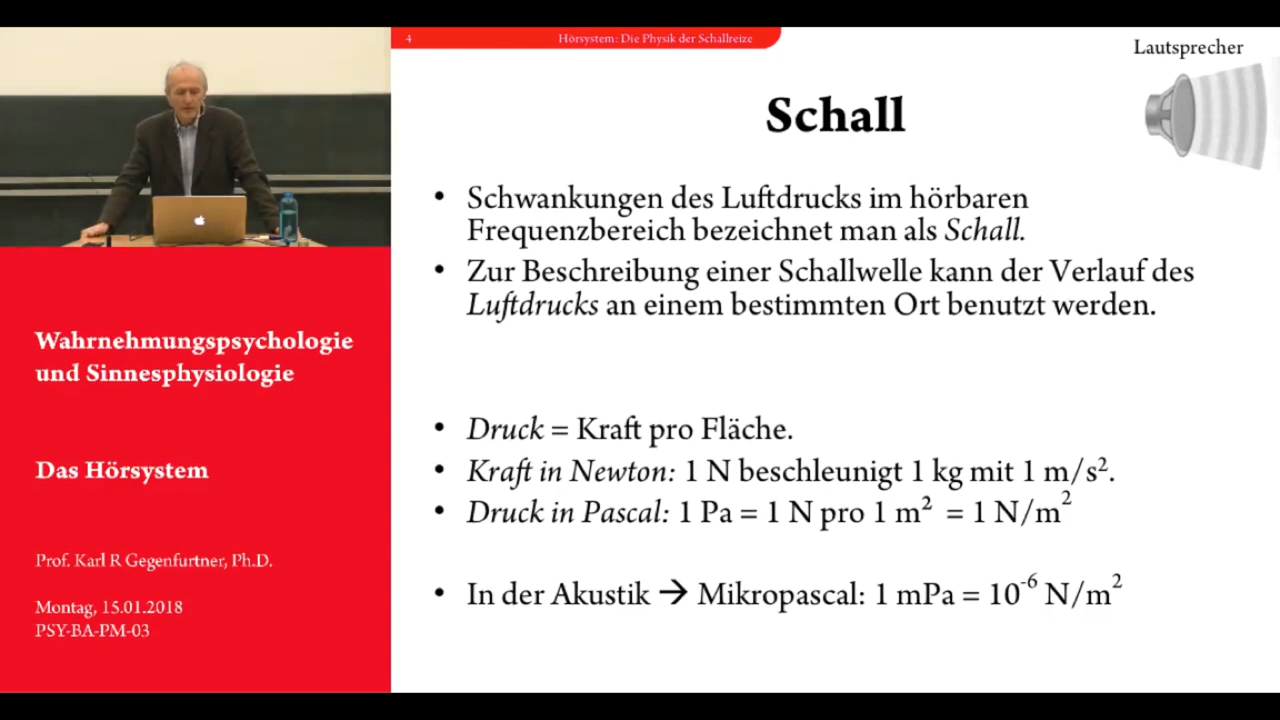 4
Hörsystem: Die Physik der Schallreize
Lautsprecher
Schall
• Schwankungen des Luftdrucks im hörbaren
Frequenzbereich bezeichnet man als Schall.
• Zur Beschreibung einer Schallwelle kann der Verlauf des
Luftdrucks an einem bestimmten Ort benutzt werden.
• Druck = Kraft pro Fläche.
• Kraft in Newton: 1 N beschleunigt 1 kg mit 1 m/s².
• Druck in Pascal: 1 Pa = 1 N pro 1 m² = 1 N/m²
• In der Akustik → Mikropascal: 1 mPa = 10⁻⁶ N/m²
Wahrnehmungspsychologie
und Sinnesphysiologie
Das Hörsystem
Prof. Karl R Gegenfurtner, Ph.D.
Montag, 15.01.2018
PSY-BA-PM-03